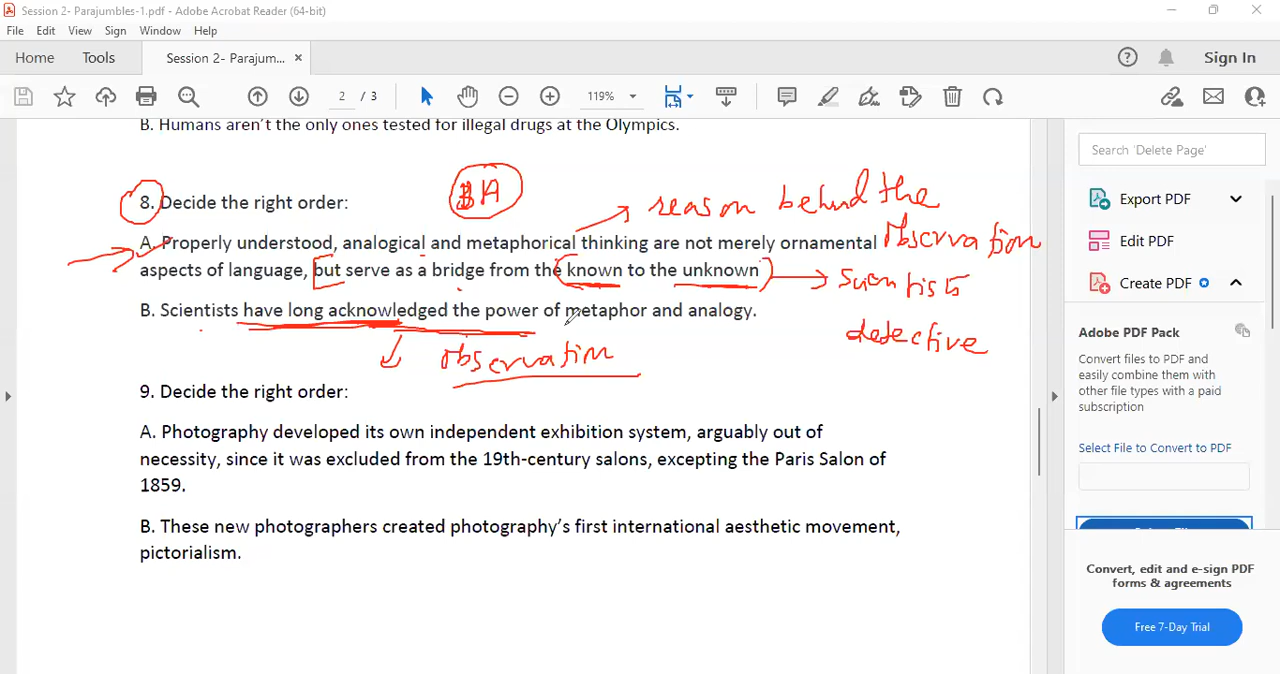 Session 2- Parajumbles-1.pdf - Adobe Acrobat Reader (64-bit)
File Edit View Sign Window Help
Home Tools Session 2- Parajum... × Sign In
2 / 3 119%
B. Humans aren't the only ones tested for illegal drugs at the Olympics.
Search 'Delete Page'
BA
reason behind the
8. Decide the right order:
Export PDF
A. Properly understood, analogical and metaphorical thinking are not merely ornamental
observation
Edit PDF
aspects of language, but serve as a bridge from the known to the unknown
scientists
Create PDF
B. Scientists have long acknowledged the power of metaphor and analogy.
detective
observation
Adobe PDF Pack
Convert files to PDF and
easily combine them with
other file types with a paid
subscription
9. Decide the right order:
A. Photography developed its own independent exhibition system, arguably out of
necessity, since it was excluded from the 19th-century salons, excepting the Paris Salon of
1859.
Select File to Convert to PDF
B. These new photographers created photography's first international aesthetic movement,
pictorialism.
Convert, edit and e-sign PDF
forms & agreements
Free 7-Day Trial